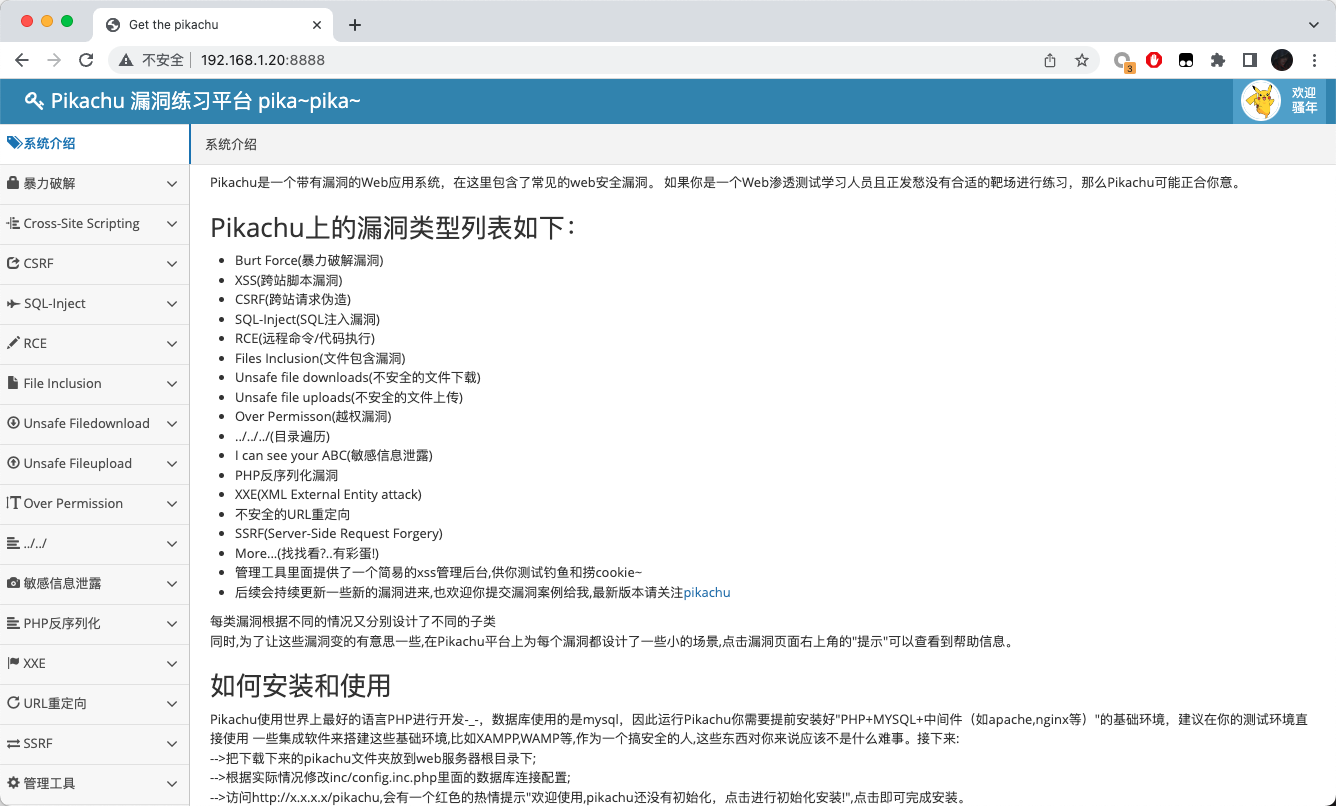 Get the pikachu
不安全 192.168.1.20:8888
3
Pikachu 漏洞练习平台 pika~pika~
欢迎
骚年
系统介绍
暴力破解
Cross-Site Scripting
CSRF
SQL-Inject
RCE
File Inclusion
Unsafe Filedownload
Unsafe Fileupload
Over Permission
../../
敏感信息泄露
PHP反序列化
XXE
URL重定向
SSRF
管理工具
系统介绍
Pikachu是一个带有漏洞的Web应用系统，在这里包含了常见的web安全漏洞。 如果你是一个Web渗透测试学习人员且正发愁没有合适的靶场进行练习，那么Pikachu可能正合你意。
Pikachu上的漏洞类型列表如下：
Burt Force(暴力破解漏洞)
XSS(跨站脚本漏洞)
CSRF(跨站请求伪造)
SQL-Inject(SQL注入漏洞)
RCE(远程命令/代码执行)
Files Inclusion(文件包含漏洞)
Unsafe file downloads(不安全的文件下载)
Unsafe file uploads(不安全的文件上传)
Over Permisson(越权漏洞)
../../../(目录遍历)
I can see your ABC(敏感信息泄露)
PHP反序列化漏洞
XXE(XML External Entity attack)
不安全的URL重定向
SSRF(Server-Side Request Forgery)
More...(找找看?..有彩蛋!)
管理工具里面提供了一个简易的xss管理后台,供你测试钓鱼和捞cookie~
后续会持续更新一些新的漏洞进来,也欢迎你提交漏洞案例给我,最新版本请关注pikachu
每类漏洞根据不同的情况又分别设计了不同的子类
同时,为了让这些漏洞变的有意思一些,在Pikachu平台上为每个漏洞都设计了一些小的场景,点击漏洞页面右上角的"提示"可以查看到帮助信息。
如何安装和使用
Pikachu使用世界上最好的语言PHP进行开发-_-，数据库使用的是mysql，因此运行Pikachu你需要提前安装好"PHP+MYSQL+中间件（如apache,nginx等）"的基础环境，建议在你的测试环境直
接使用 一些集成软件来搭建这些基础环境,比如XAMPP,WAMP等,作为一个搞安全的人,这些东西对你来说应该不是什么难事。接下来:
-->把下载下来的pikachu文件夹放到web服务器根目录下;
-->根据实际情况修改inc/config.inc.php里面的数据库连接配置;
-->访问http://x.x.x.x/pikachu,会有一个红色的热情提示"欢迎使用,pikachu还没有初始化，点击进行初始化安装!",点击即可完成安装。